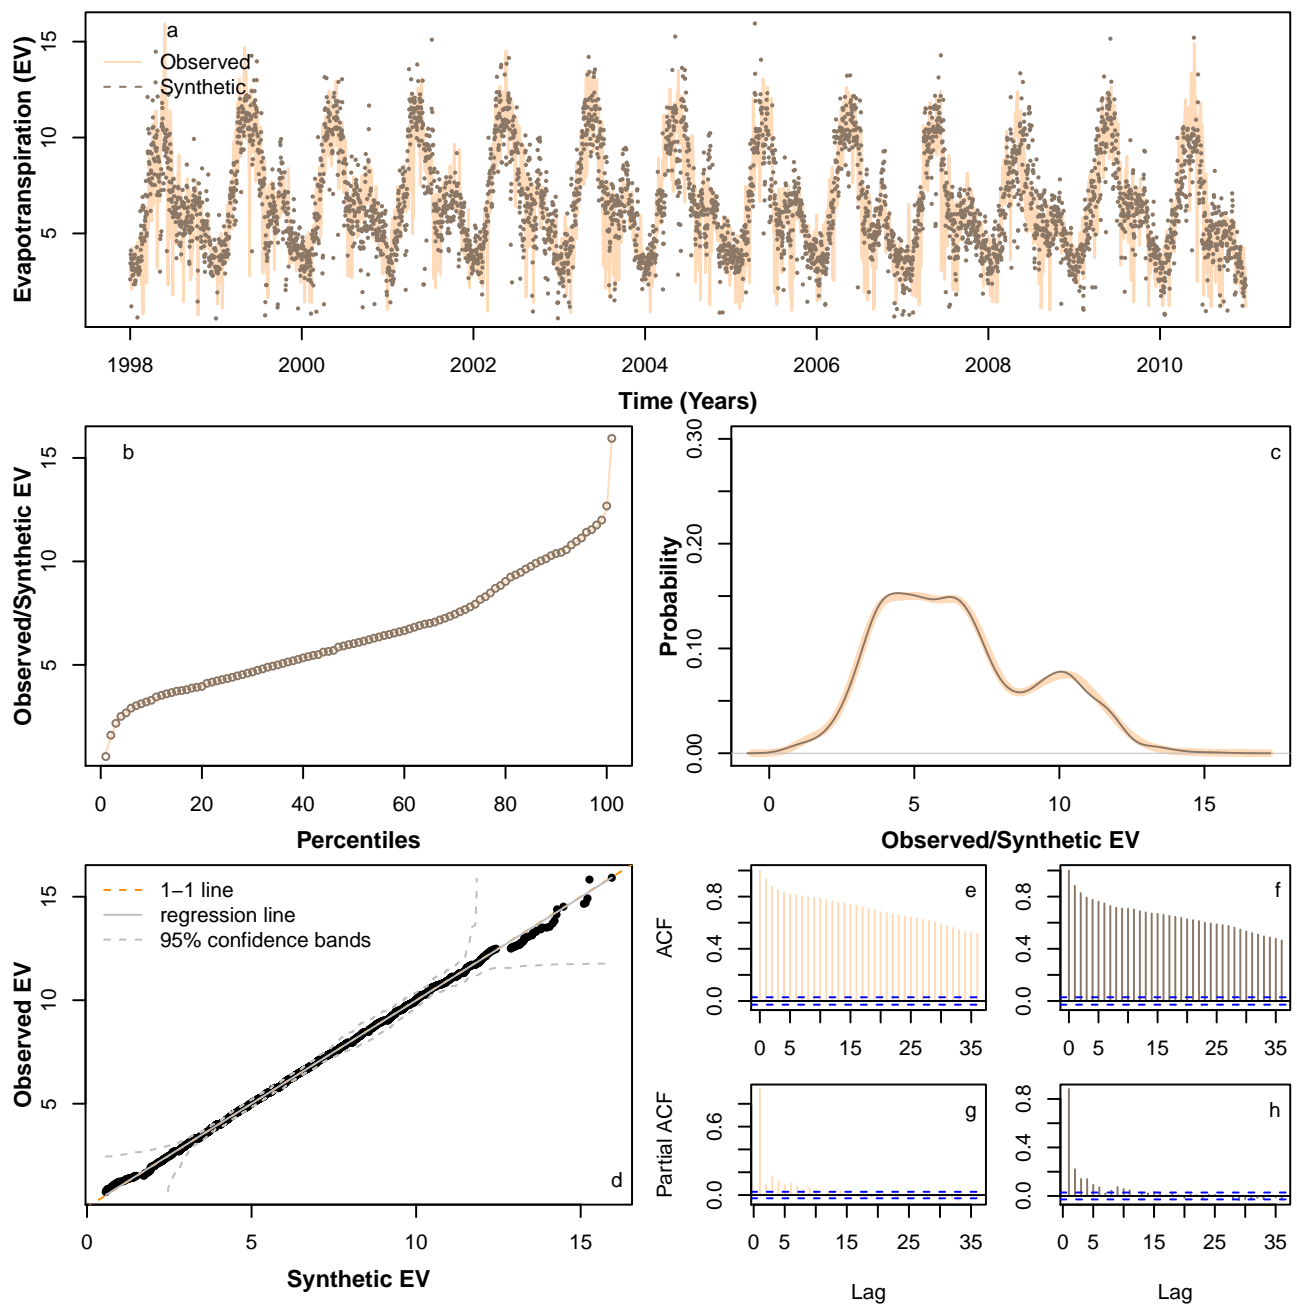 a
Observed
Synthetic
Evapotranspiration (EV)
5
10
15
1998
2000
2002
2004
2006
2008
2010
Time (Years)
b
Observed/Synthetic EV
5
10
15
0
20
40
60
80
100
Percentiles
c
Probability
0.00
0.10
0.20
0.30
0
5
10
15
Observed/Synthetic EV
1−1 line
regression line
95% confidence bands
d
Observed EV
5
10
15
0
5
10
15
Synthetic EV
e
ACF
0.0
0.4
0.8
0
5
15
25
35
f
0.0
0.4
0.8
0
5
15
25
35
g
Partial ACF
0.0
0.6
0
5
15
25
35
Lag
h
0.0
0.4
0.8
0
5
15
25
35
Lag